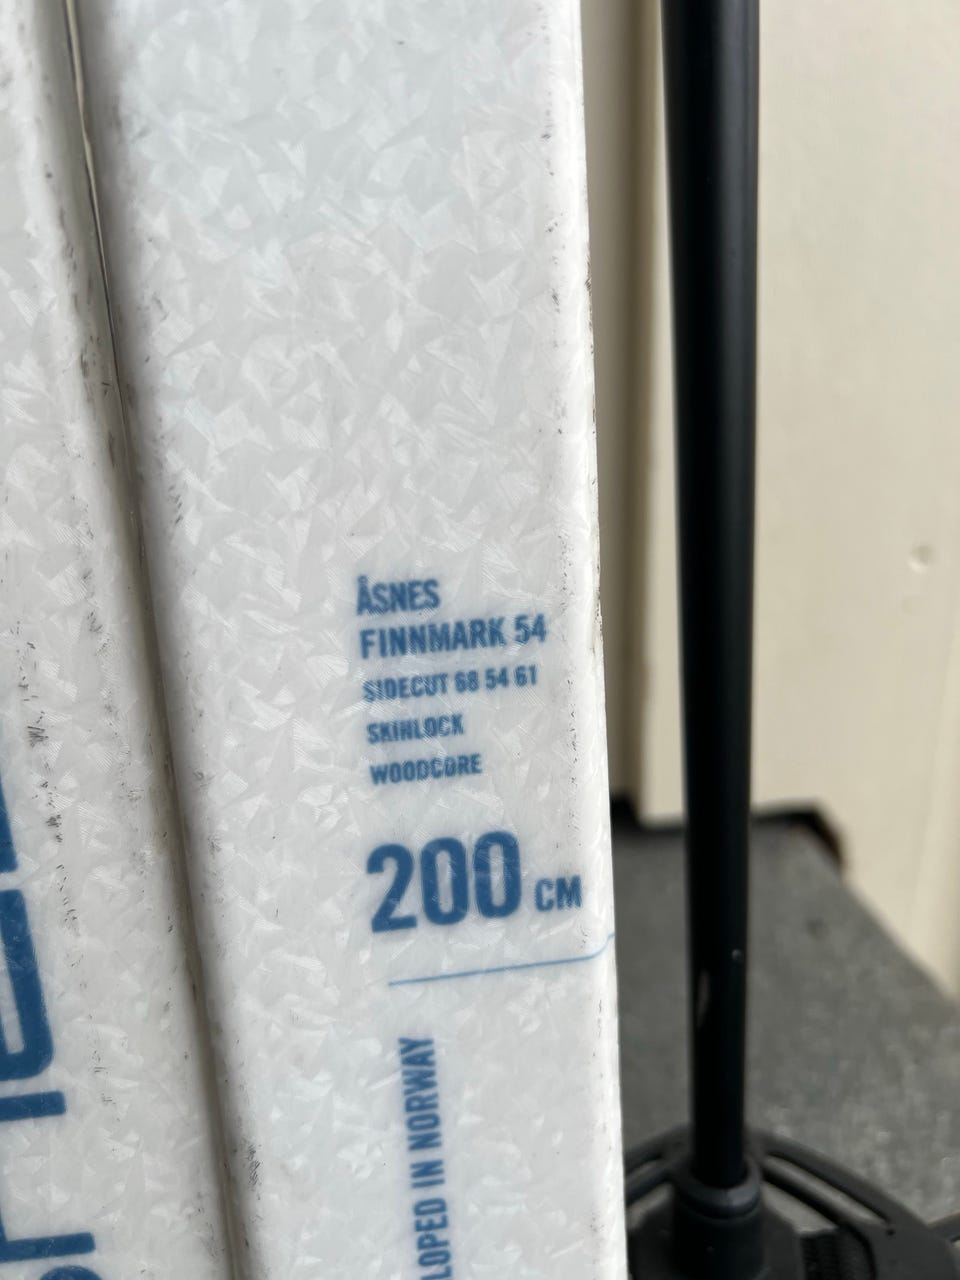 ÅSNES
FINNMARK 54
SIDECUT 68 54 61
SKINLOCK
WOODCORE
200 CM
LOPED IN NORWAY